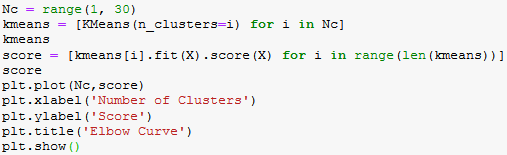 Nc = range(1, 30)
kmeans = [KMeans(n_clusters=i) for i in Nc]
kmeans
score = [kmeans[i].fit(X).score(X) for i in range(len(kmeans))]
score
plt.plot(Nc,score)
plt.xlabel('Number of Clusters')
plt.ylabel('Score')
plt.title('Elbow Curve')
plt.show()